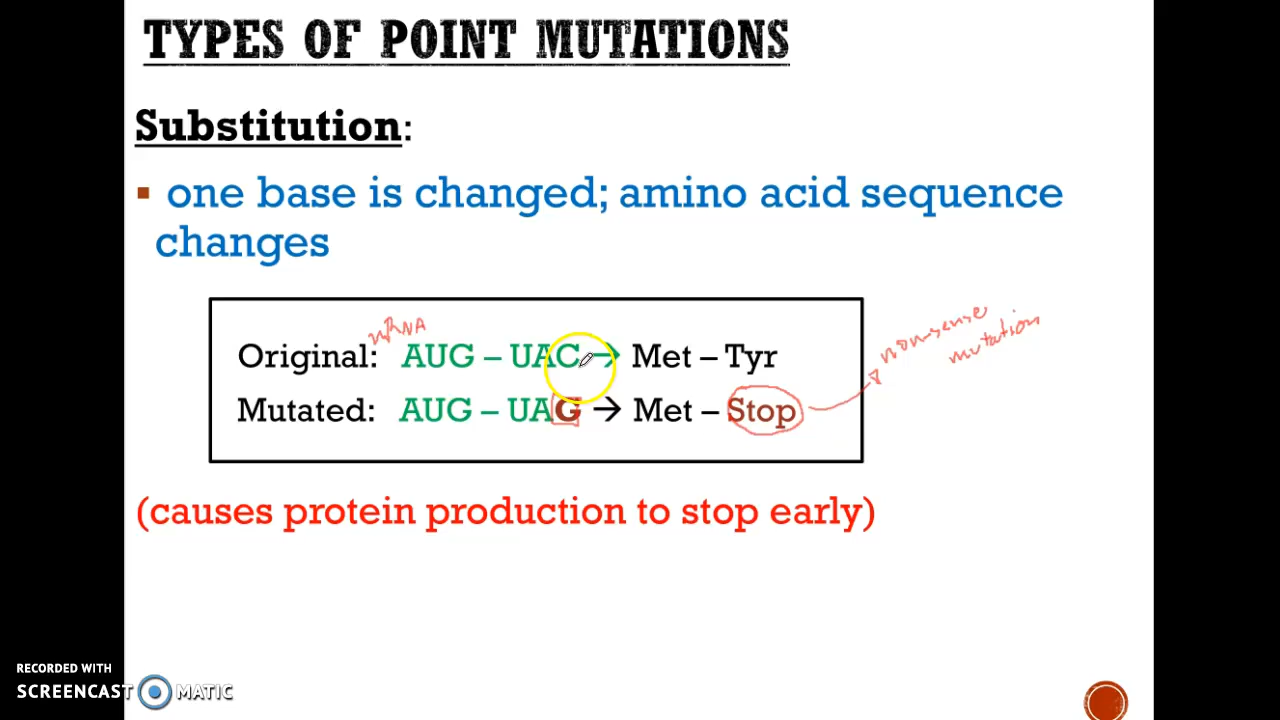 TYPES OF POINT MUTATIONS
Substitution:
▪ one base is changed; amino acid sequence
changes
mRNA
nonsense
mutation
Original: AUG – UAC → Met – Tyr
Mutated: AUG – UAG → Met – Stop
(causes protein production to stop early)
RECORDED WITH
SCREENCAST MATIC